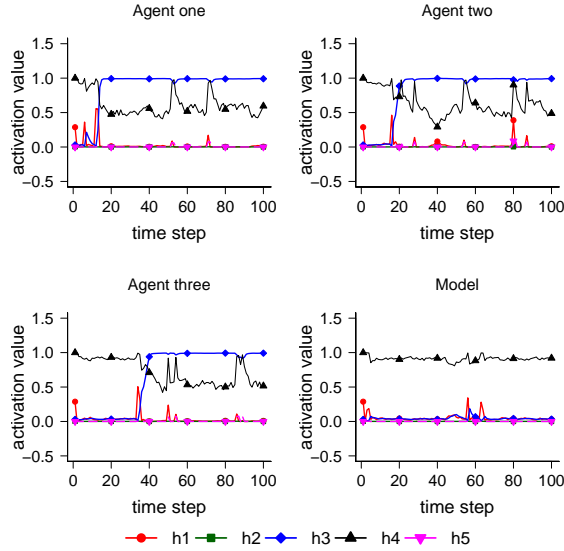 Agent one
Agent two
activation value
1.5
1.0
0.5
0.0
−0.5
0 20 40 60 80 100
time step
activation value
1.5
1.0
0.5
0.0
−0.5
0 20 40 60 80 100
time step
Agent three
Model
activation value
1.5
1.0
0.5
0.0
−0.5
0 20 40 60 80 100
time step
activation value
1.5
1.0
0.5
0.0
−0.5
0 20 40 60 80 100
time step
h1 h2 h3 h4 h5